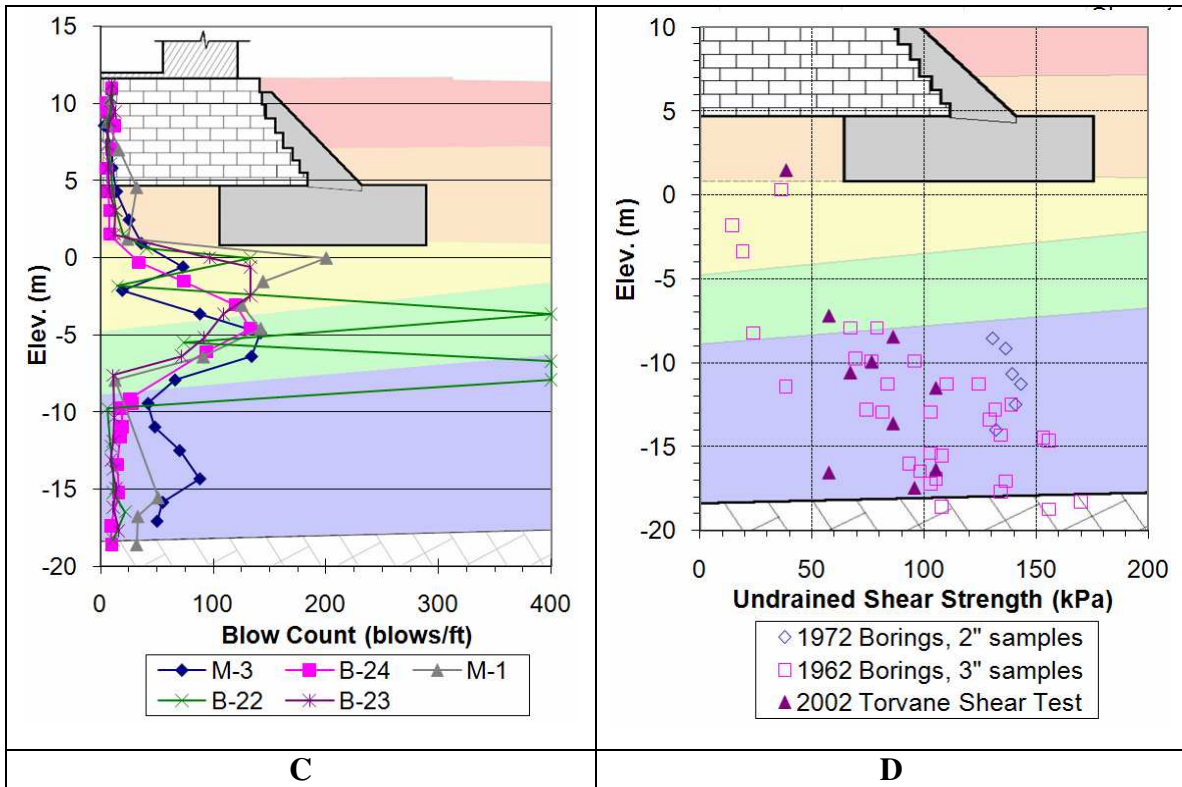 15
10
5
0
-5
-10
-15
-20
Elev. (m)
0 100 200 300 400
Blow Count (blows/ft)
M-3 B-24 M-1
B-22 B-23
C
10
5
0
-5
-10
-15
-20
Elev. (m)
0 50 100 150 200
Undrained Shear Strength (kPa)
1972 Borings, 2" samples
1962 Borings, 3" samples
2002 Torvane Shear Test
D